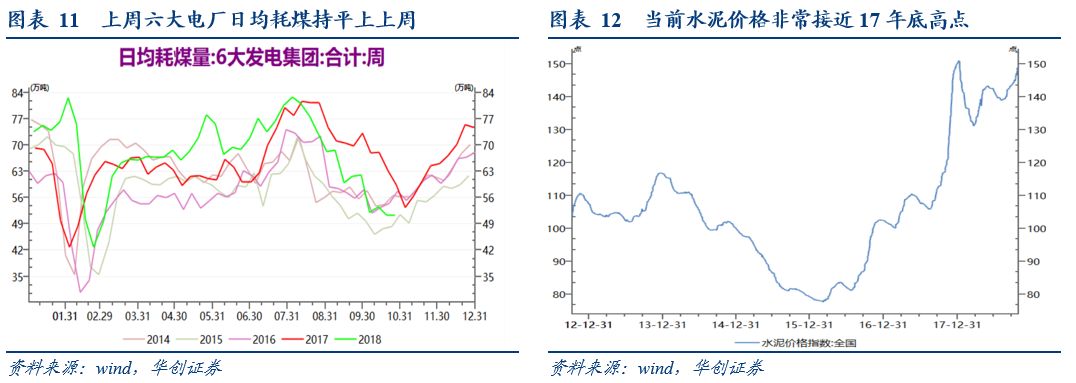 图表 11 上周六大电厂日均耗煤持平上上周
日均耗煤量:6大发电集团:合计:周
(万吨) (万吨)
84 84
77 77
70 70
63 63
56 56
49 49
42 42
35 35
01.31 02.29 03.31 04.30 05.31 06.30 07.31 08.31 09.30 10.31 11.30 12.31
2014 2015 2016 2017 2018
资料来源：wind，华创证券
图表 12 当前水泥价格非常接近 17 年底高点
点 点
150 150
140 140
130 130
120 120
110 110
100 100
90 90
80 80
12-12-31 13-12-31 14-12-31 15-12-31 16-12-31 17-12-31
水泥价格指数:全国
资料来源：wind，华创证券